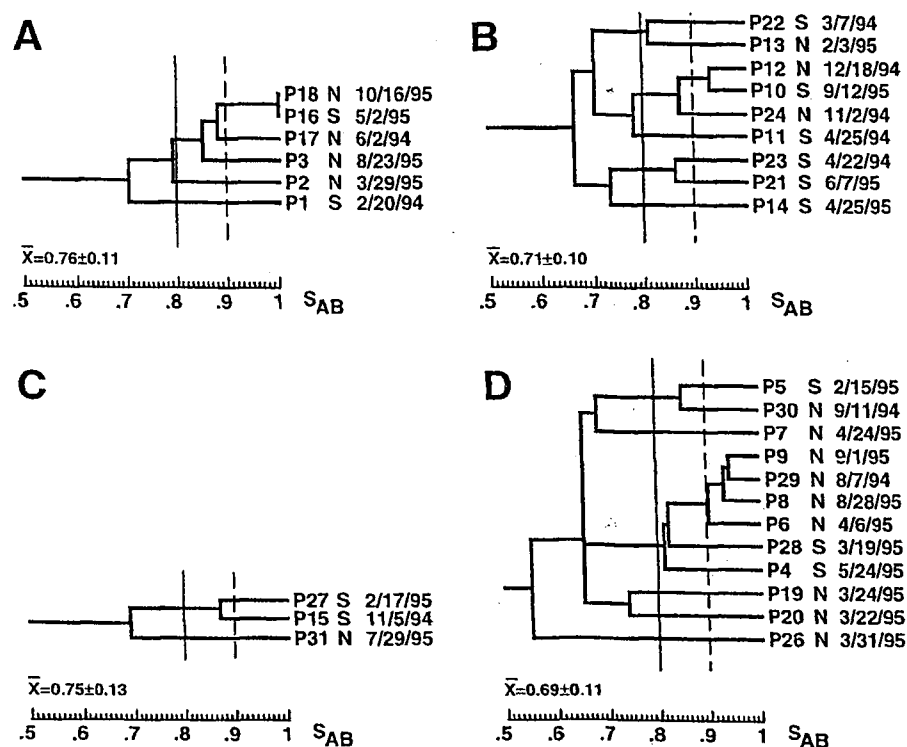 A
P18 N 10/16/95
P16 S 5/2/95
P17 N 6/2/94
P3 N 8/23/95
P2 N 3/29/95
P1 S 2/20/94
X̄=0.76±0.11
.5 .6 .7 .8 .9 1 SAB
B
P22 S 3/7/94
P13 N 2/3/95
P12 N 12/18/94
P10 S 9/12/95
P24 N 11/2/94
P11 S 4/25/94
P23 S 4/22/94
P21 S 6/7/95
P14 S 4/25/95
X̄=0.71±0.10
.5 .6 .7 .8 .9 1 SAB
C
P27 S 2/17/95
P15 S 11/5/94
P31 N 7/29/95
X̄=0.75±0.13
.5 .6 .7 .8 .9 1 SAB
D
P5 S 2/15/95
P30 N 9/11/94
P7 N 4/24/95
P9 N 9/1/95
P29 N 8/7/94
P8 N 8/28/95
P6 N 4/6/95
P28 S 3/19/95
P4 S 5/24/95
P19 N 3/24/95
P20 N 3/22/95
P26 N 3/31/95
X̄=0.69±0.11
.5 .6 .7 .8 .9 1 SAB